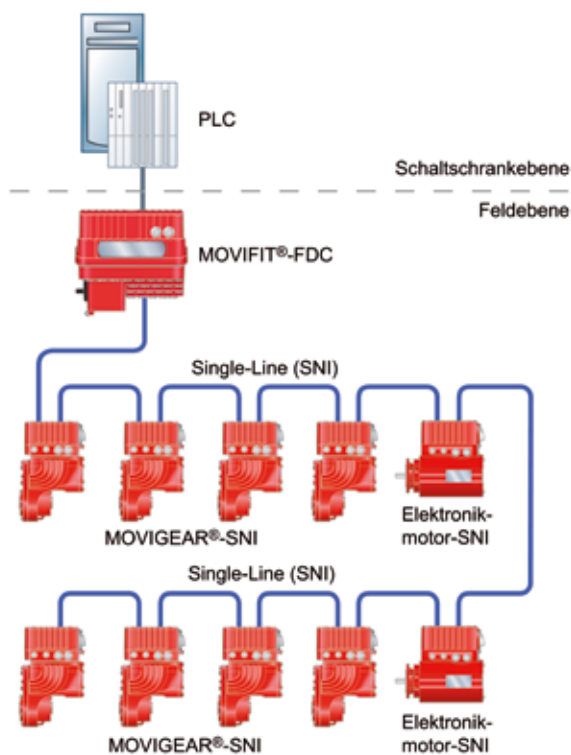 PLC
Schaltschrankebene
Feldebene
MOVIFIT®-FDC
Single-Line (SNI)
MOVIGEAR®-SNI
Elektronik-
motor-SNI
Single-Line (SNI)
MOVIGEAR®-SNI
Elektronik-
motor-SNI